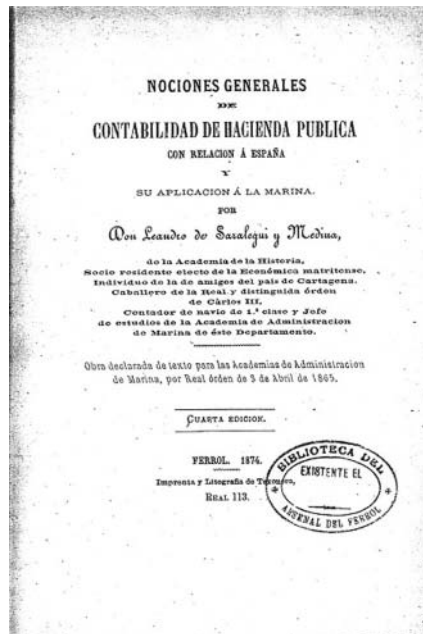 NOCIONES GENERALES
DE
CONTABILIDAD DE HACIENDA PUBLICA
CON RELACION Á ESPAÑA
Y
SU APLICACION Á LA MARINA.
POR
Don Leandro de Saralegui y Medina,
de la Academia de la Historia,
Socio residente electo de la Económica matritense,
Individuo de la de amigos del pais de Cartagena,
Caballero de la Real y distinguida órden
de Cárlos III,
Contador de navio de 1.ª clase y Jefe
de estudios de la Academia de Administracion
de Marina de éste Departamento.
Obra declarada de texto para las Academias de Administracion
de Marina, por Real órden de 3 de Abril de 1865.
CUARTA EDICION.
FERROL. 1874.
Imprenta y Litografia de
REAL 113.
BIBLIOTECA DEL
EXISTENTE EL
ARSENAL DEL FERROL